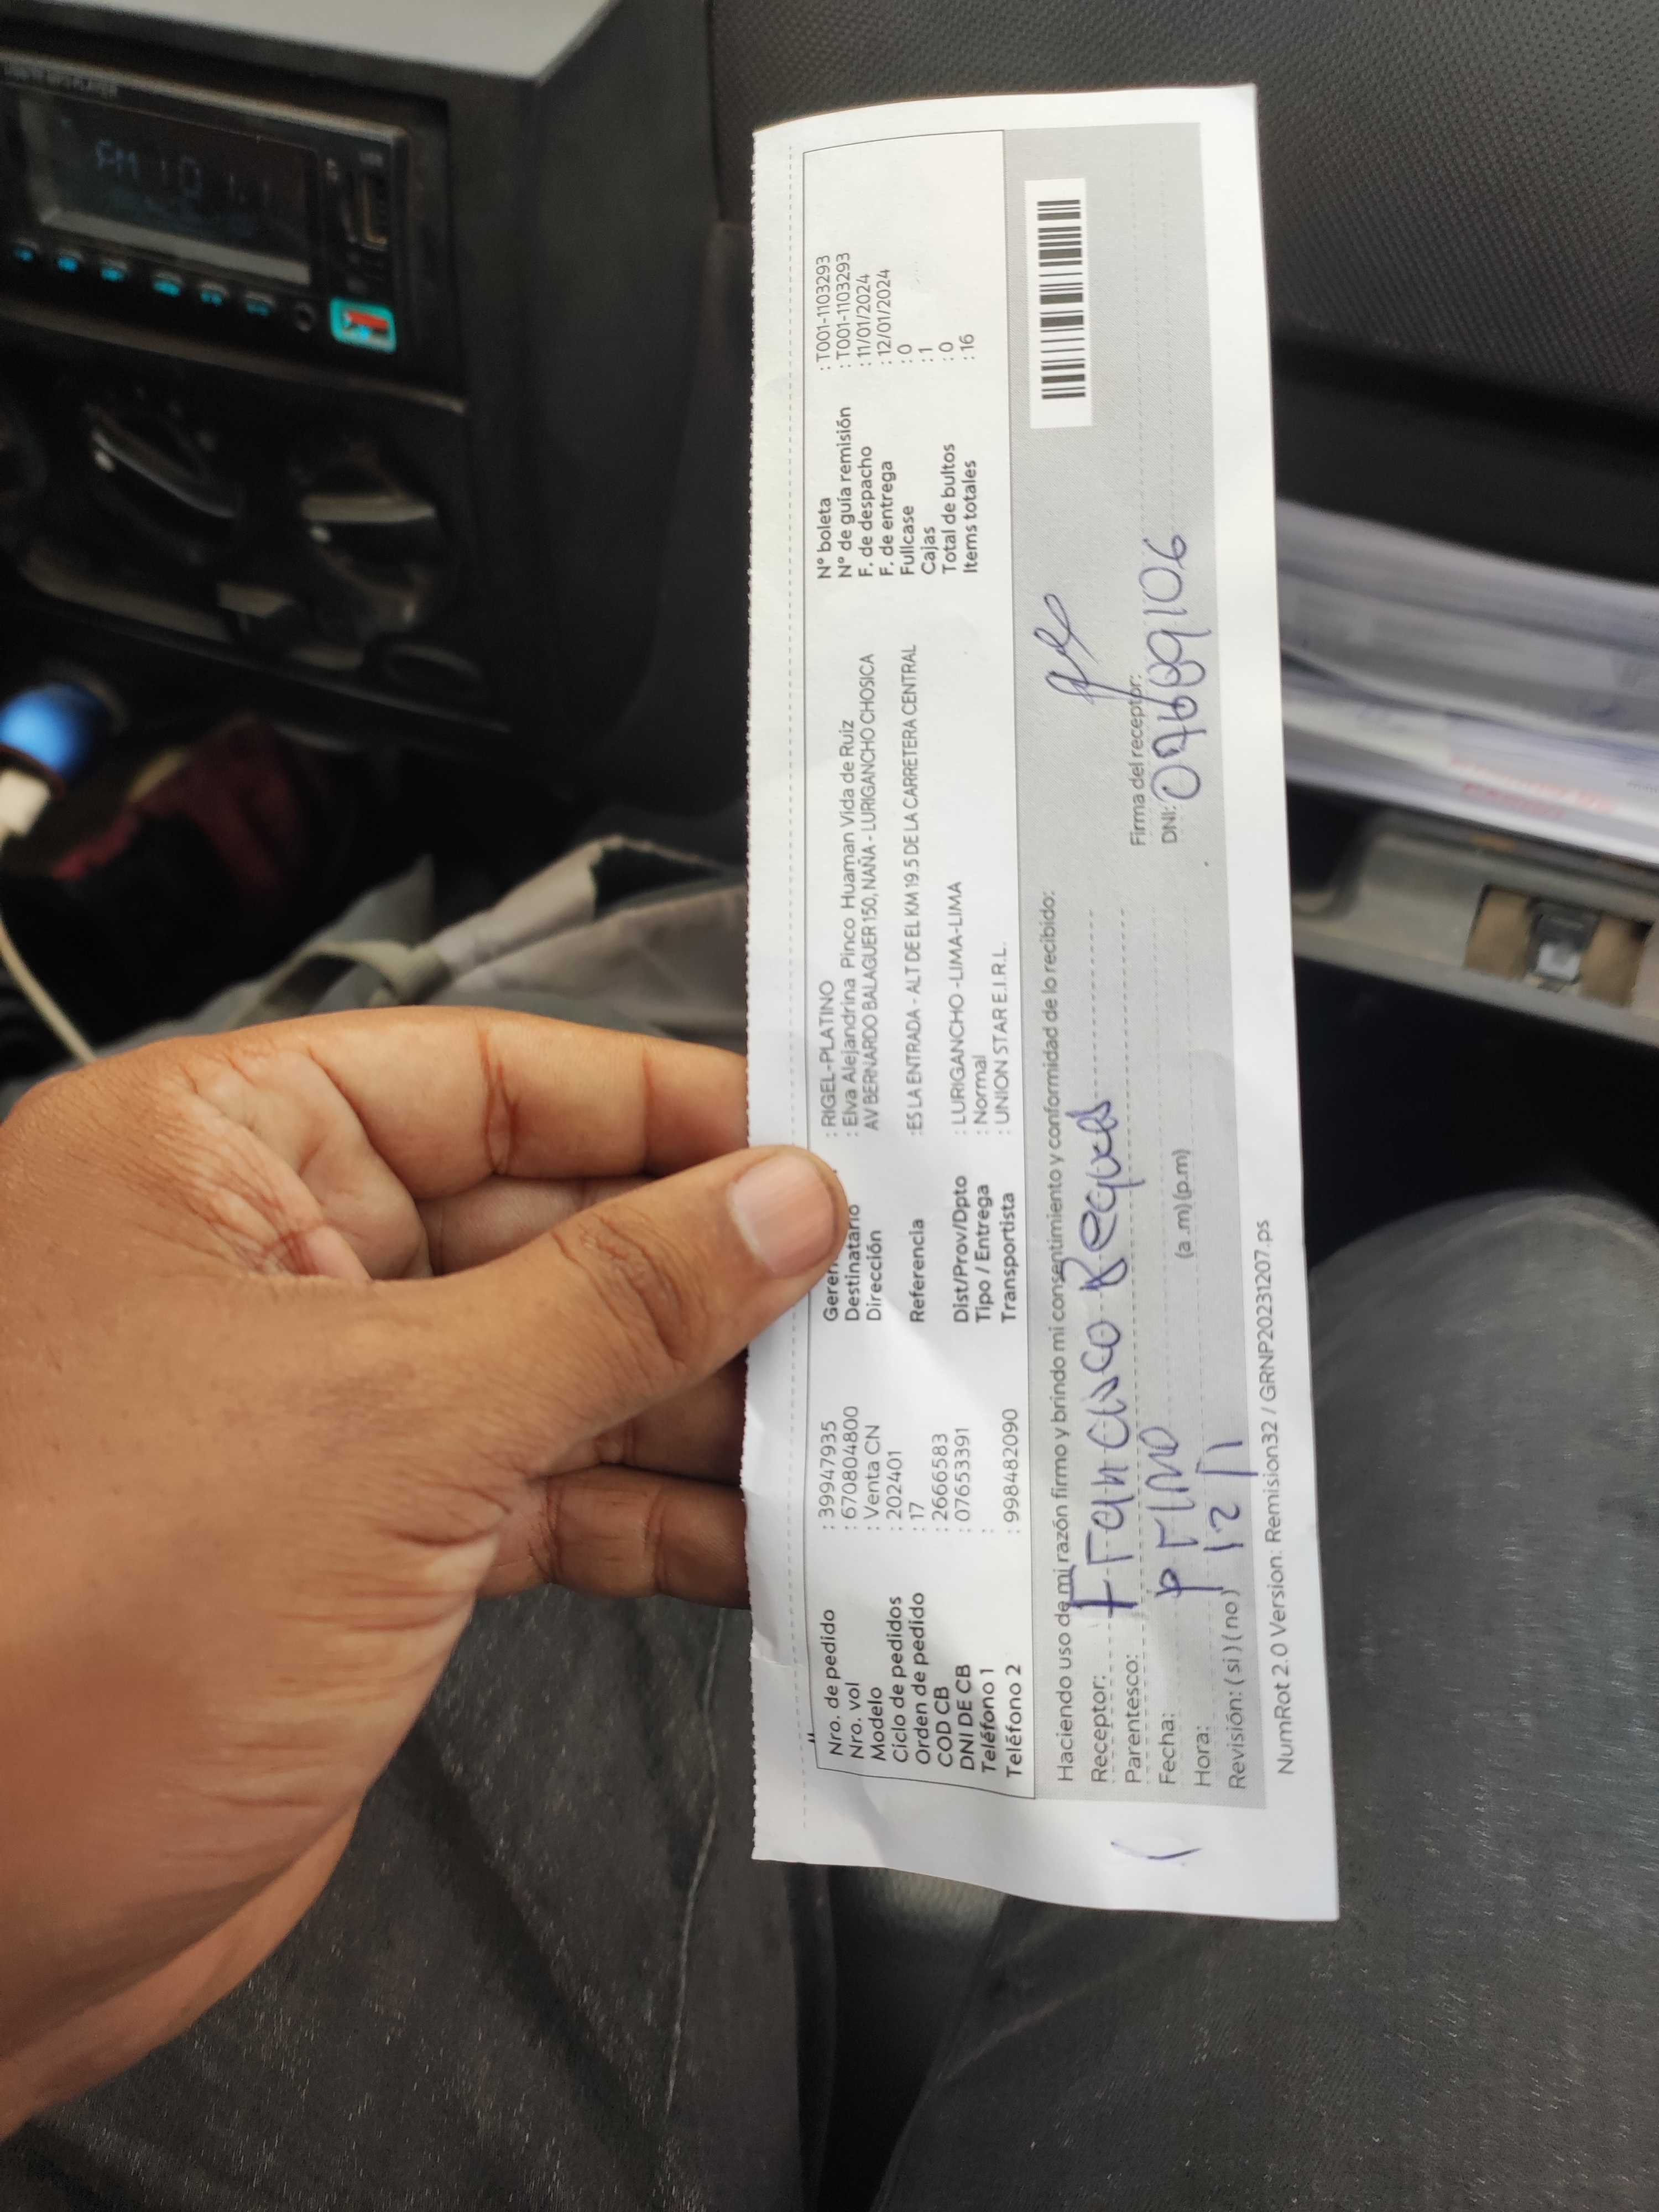 Nro. de pedido : 39947935
Nro. vol : 670804800
Modelo : Venta CN
Ciclo de pedidos : 202401
Orden de pedido : 17
COD CB : 2666583
DNI DE CB : 07653391
Teléfono 1 :
Teléfono 2 : 998482090
: RIGEL-PLATINO
Destinatario : Elva Alejandrina Pinco Huaman Vida de Ruiz
Dirección AV BERNARDO BALAGUER 150, NAÑA - LURIGANCHO CHOSICA
Referencia :ES LA ENTRADA - ALT DE EL KM 19.5 DE LA CARRETERA CENTRAL
Dist/Prov/Dpto : LURIGANCHO -LIMA-LIMA
Tipo / Entrega : Normal
Transportista : UNION STAR E.I.R.L.
N° boleta : T001-1103293
N° de guía remisión : T001-1103293
F. de despacho : 11/01/2024
F. de entrega : 12/01/2024
Fullcase : 0
Cajas : 1
Total de bultos : 0
Items totales : 16
Haciendo uso de mi razón firmo y brindo mi consentimiento y conformidad de lo recibido:
Receptor: Francisco
Parentesco: Primo
Fecha: 12 1
Hora: (a.m) (p.m)
Revisión: ( si ) ( no )
Firma del receptor:
DNI:
NumRot 2.0 Version: Remision32 / GRNP20231207.ps
FM 101.1